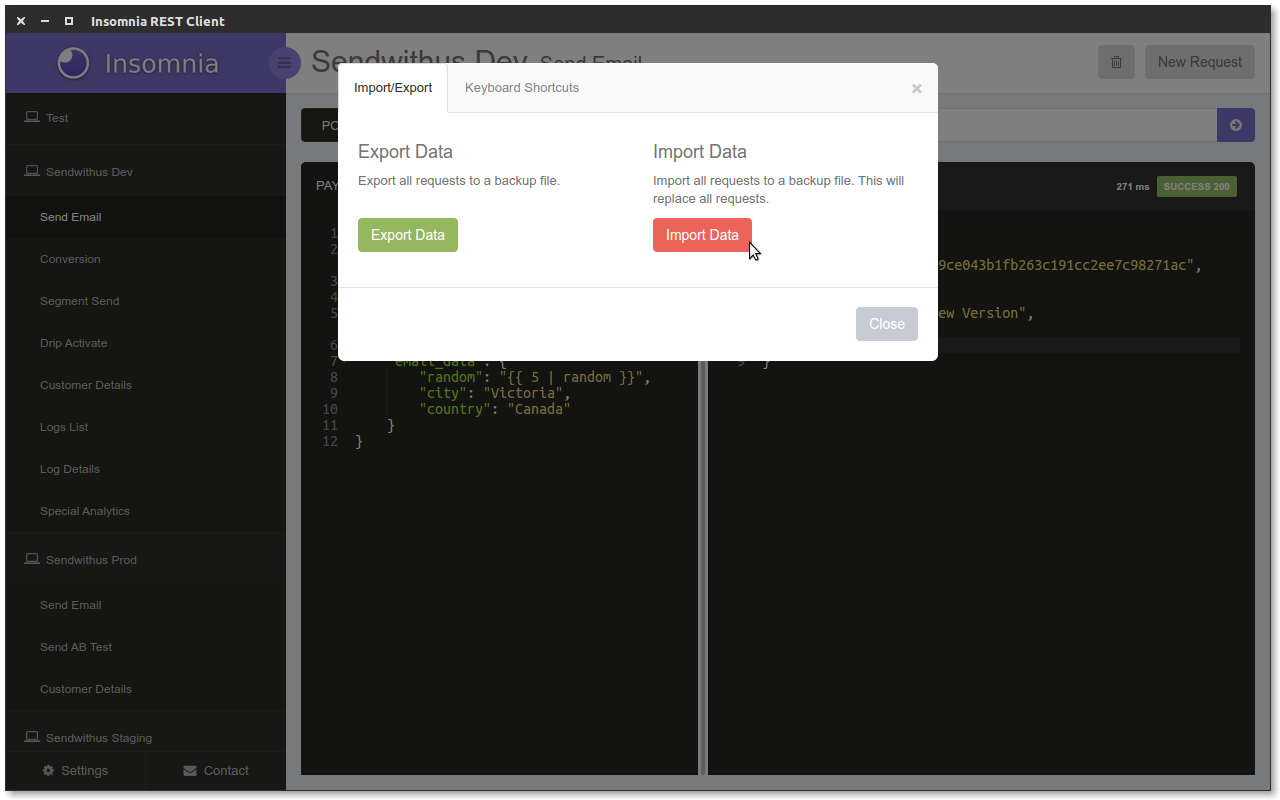 Insomnia REST Client
Insomnia
Sendwithus Dev Send Email
New Request
Test
Sendwithus Dev
Send Email
Conversion
Segment Send
Drip Activate
Customer Details
Logs List
Log Details
Special Analytics
Sendwithus Prod
Send Email
Send AB Test
Customer Details
Sendwithus Staging
Settings
Contact
Import/Export
Keyboard Shortcuts
×
Export Data
Export all requests to a backup file.
Export Data
Import Data
Import all requests to a backup file. This will
replace all requests.
Import Data
Close
PO
PAY
271 ms
SUCCESS 200
1
2
3
4
5
6
7 email_data": {
8 "random": "{{ 5 | random }}",
9 "city": "Victoria",
10 "country": "Canada"
11 }
12 }
9ce043b1fb263c191cc2ee7c98271ac",
ew Version",
9 }